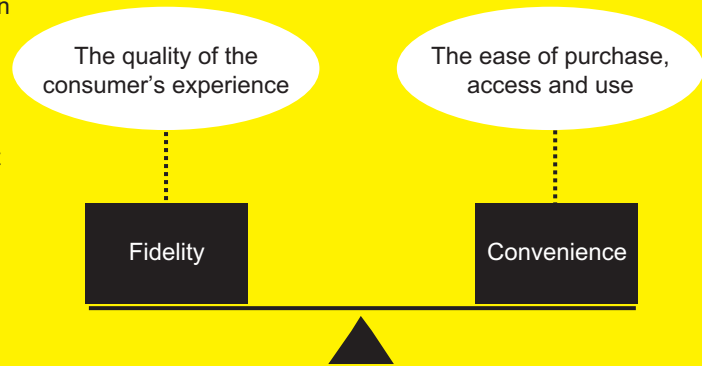 n
The quality of the
consumer’s experience
The ease of purchase,
access and use
Fidelity
Convenience